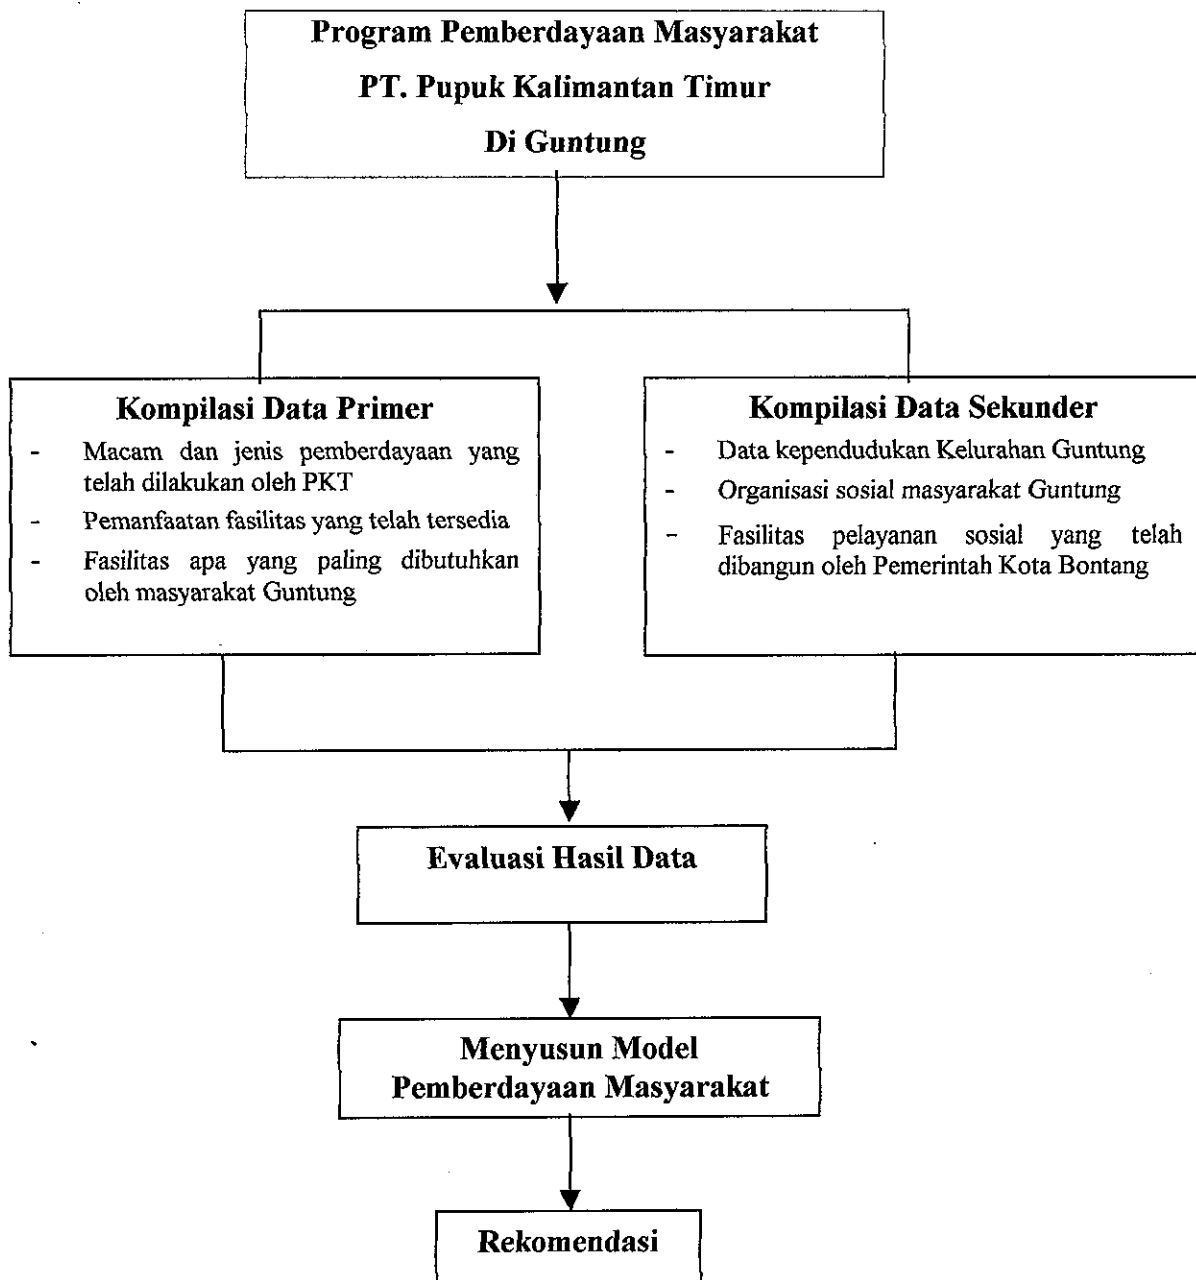 Program Pemberdayaan Masyarakat
PT. Pupuk Kalimantan Timur
Di Guntung
Kompilasi Data Primer
- Macam dan jenis pemberdayaan yang
telah dilakukan oleh PKT
- Pemanfaatan fasilitas yang telah tersedia
- Fasilitas apa yang paling dibutuhkan
oleh masyarakat Guntung
Kompilasi Data Sekunder
- Data kependudukan Kelurahan Guntung
- Organisasi sosial masyarakat Guntung
- Fasilitas pelayanan sosial yang telah
dibangun oleh Pemerintah Kota Bontang
Evaluasi Hasil Data
Menyusun Model
Pemberdayaan Masyarakat
Rekomendasi